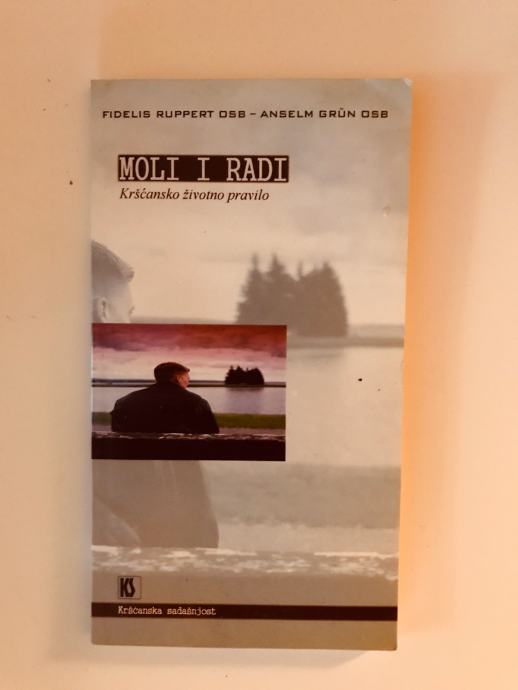 FIDELIS RUPPERT OSB – ANSELM GRÜN OSB
MOLI I RADI
Kršćansko životno pravilo
KS
Kršćanska sadašnjost